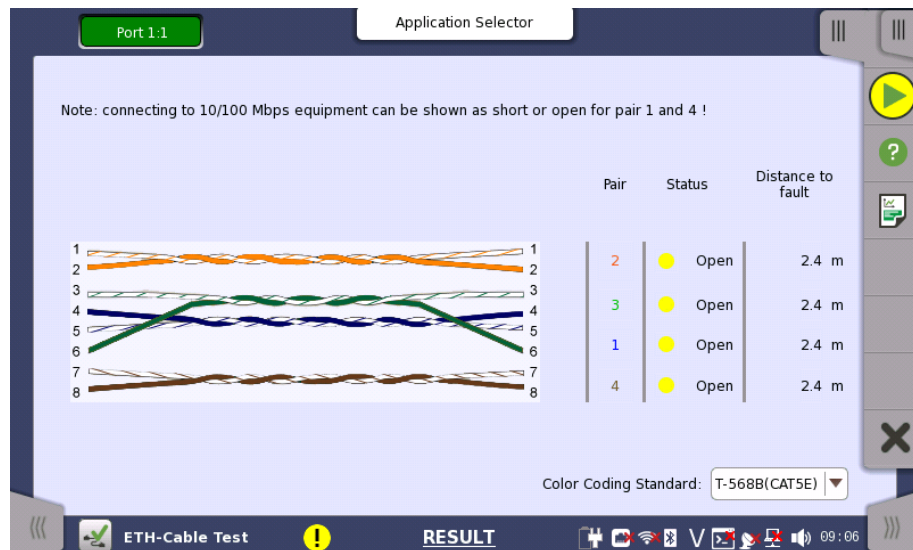 Port 1:1
Application Selector
Note: connecting to 10/100 Mbps equipment can be shown as short or open for pair 1 and 4 !
Pair Status Distance to fault
1 1
2 2
3 3
4 4
5 5
6 6
7 7
8 8
2 Open 2.4 m
3 Open 2.4 m
1 Open 2.4 m
4 Open 2.4 m
Color Coding Standard: T-568B(CAT5E)
ETH-Cable Test ! RESULT V 09:06
?